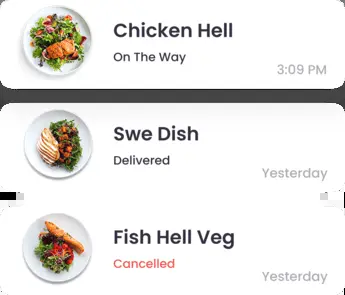 Chicken Hell
On The Way
3:09 PM
Swe Dish
Delivered
Yesterday
Fish Hell Veg
Cancelled
Yesterday